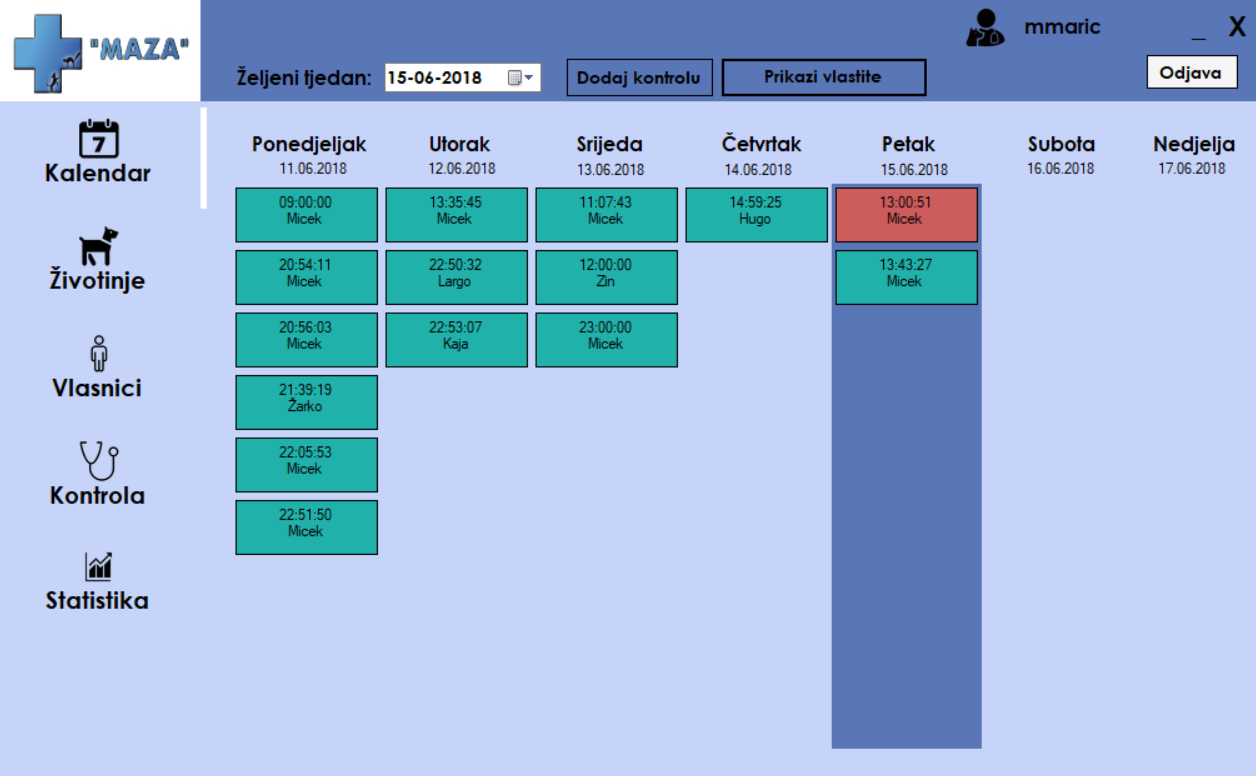 "MAZA"
mmaric
_ X
Željeni tjedan: 15-06-2018 Dodaj kontrolu Prikazi vlastite Odjava
7
Kalendar
Životinje
Vlasnici
Kontrola
Statistika
Ponedjeljak Utorak Srijeda Četvrtak Petak Subota Nedjelja
11.06.2018 12.06.2018 13.06.2018 14.06.2018 15.06.2018 16.06.2018 17.06.2018
09:00:00 13:35:45 11:07:43 14:59:25 13:00:51
Micek Micek Micek Hugo Micek
20:54:11 22:50:32 12:00:00 13:43:27
Micek Largo Zin Micek
20:56:03 22:53:07 23:00:00
Micek Kaja Micek
21:39:19
Žarko
22:05:53
Micek
22:51:50
Micek